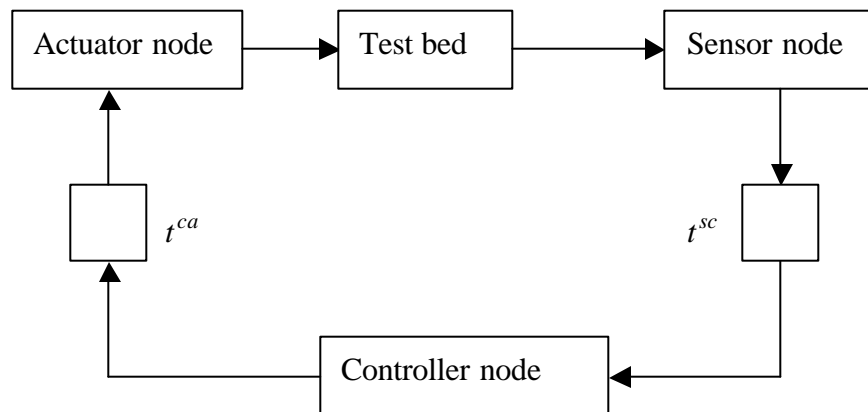 Actuator node
Test bed
Sensor node
t^{ca}
t^{sc}
Controller node